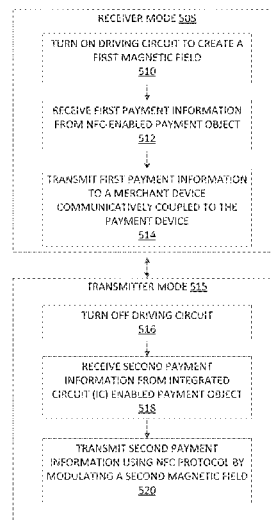 RECEIVER MODE 505
TURN ON DRIVING CIRCUIT TO CREATE A
FIRST MAGNETIC FIELD
510
RECEIVE FIRST PAYMENT INFORMATION
FROM NFC-ENABLED PAYMENT OBJECT
512
TRANSMIT FIRST PAYMENT INFORMATION
TO A MERCHANT DEVICE
COMMUNICATIVELY COUPLED TO THE
PAYMENT DEVICE
514
TRANSMITTER MODE 515
TURN OFF DRIVING CIRCUIT
516
RECEIVE SECOND PAYMENT
INFORMATION FROM INTEGRATED
CIRCUIT (IC) ENABLED PAYMENT OBJECT
518
TRANSMIT SECOND PAYMENT
INFORMATION USING NFC PROTOCOL BY
MODULATING A SECOND MAGNETIC FIELD
520